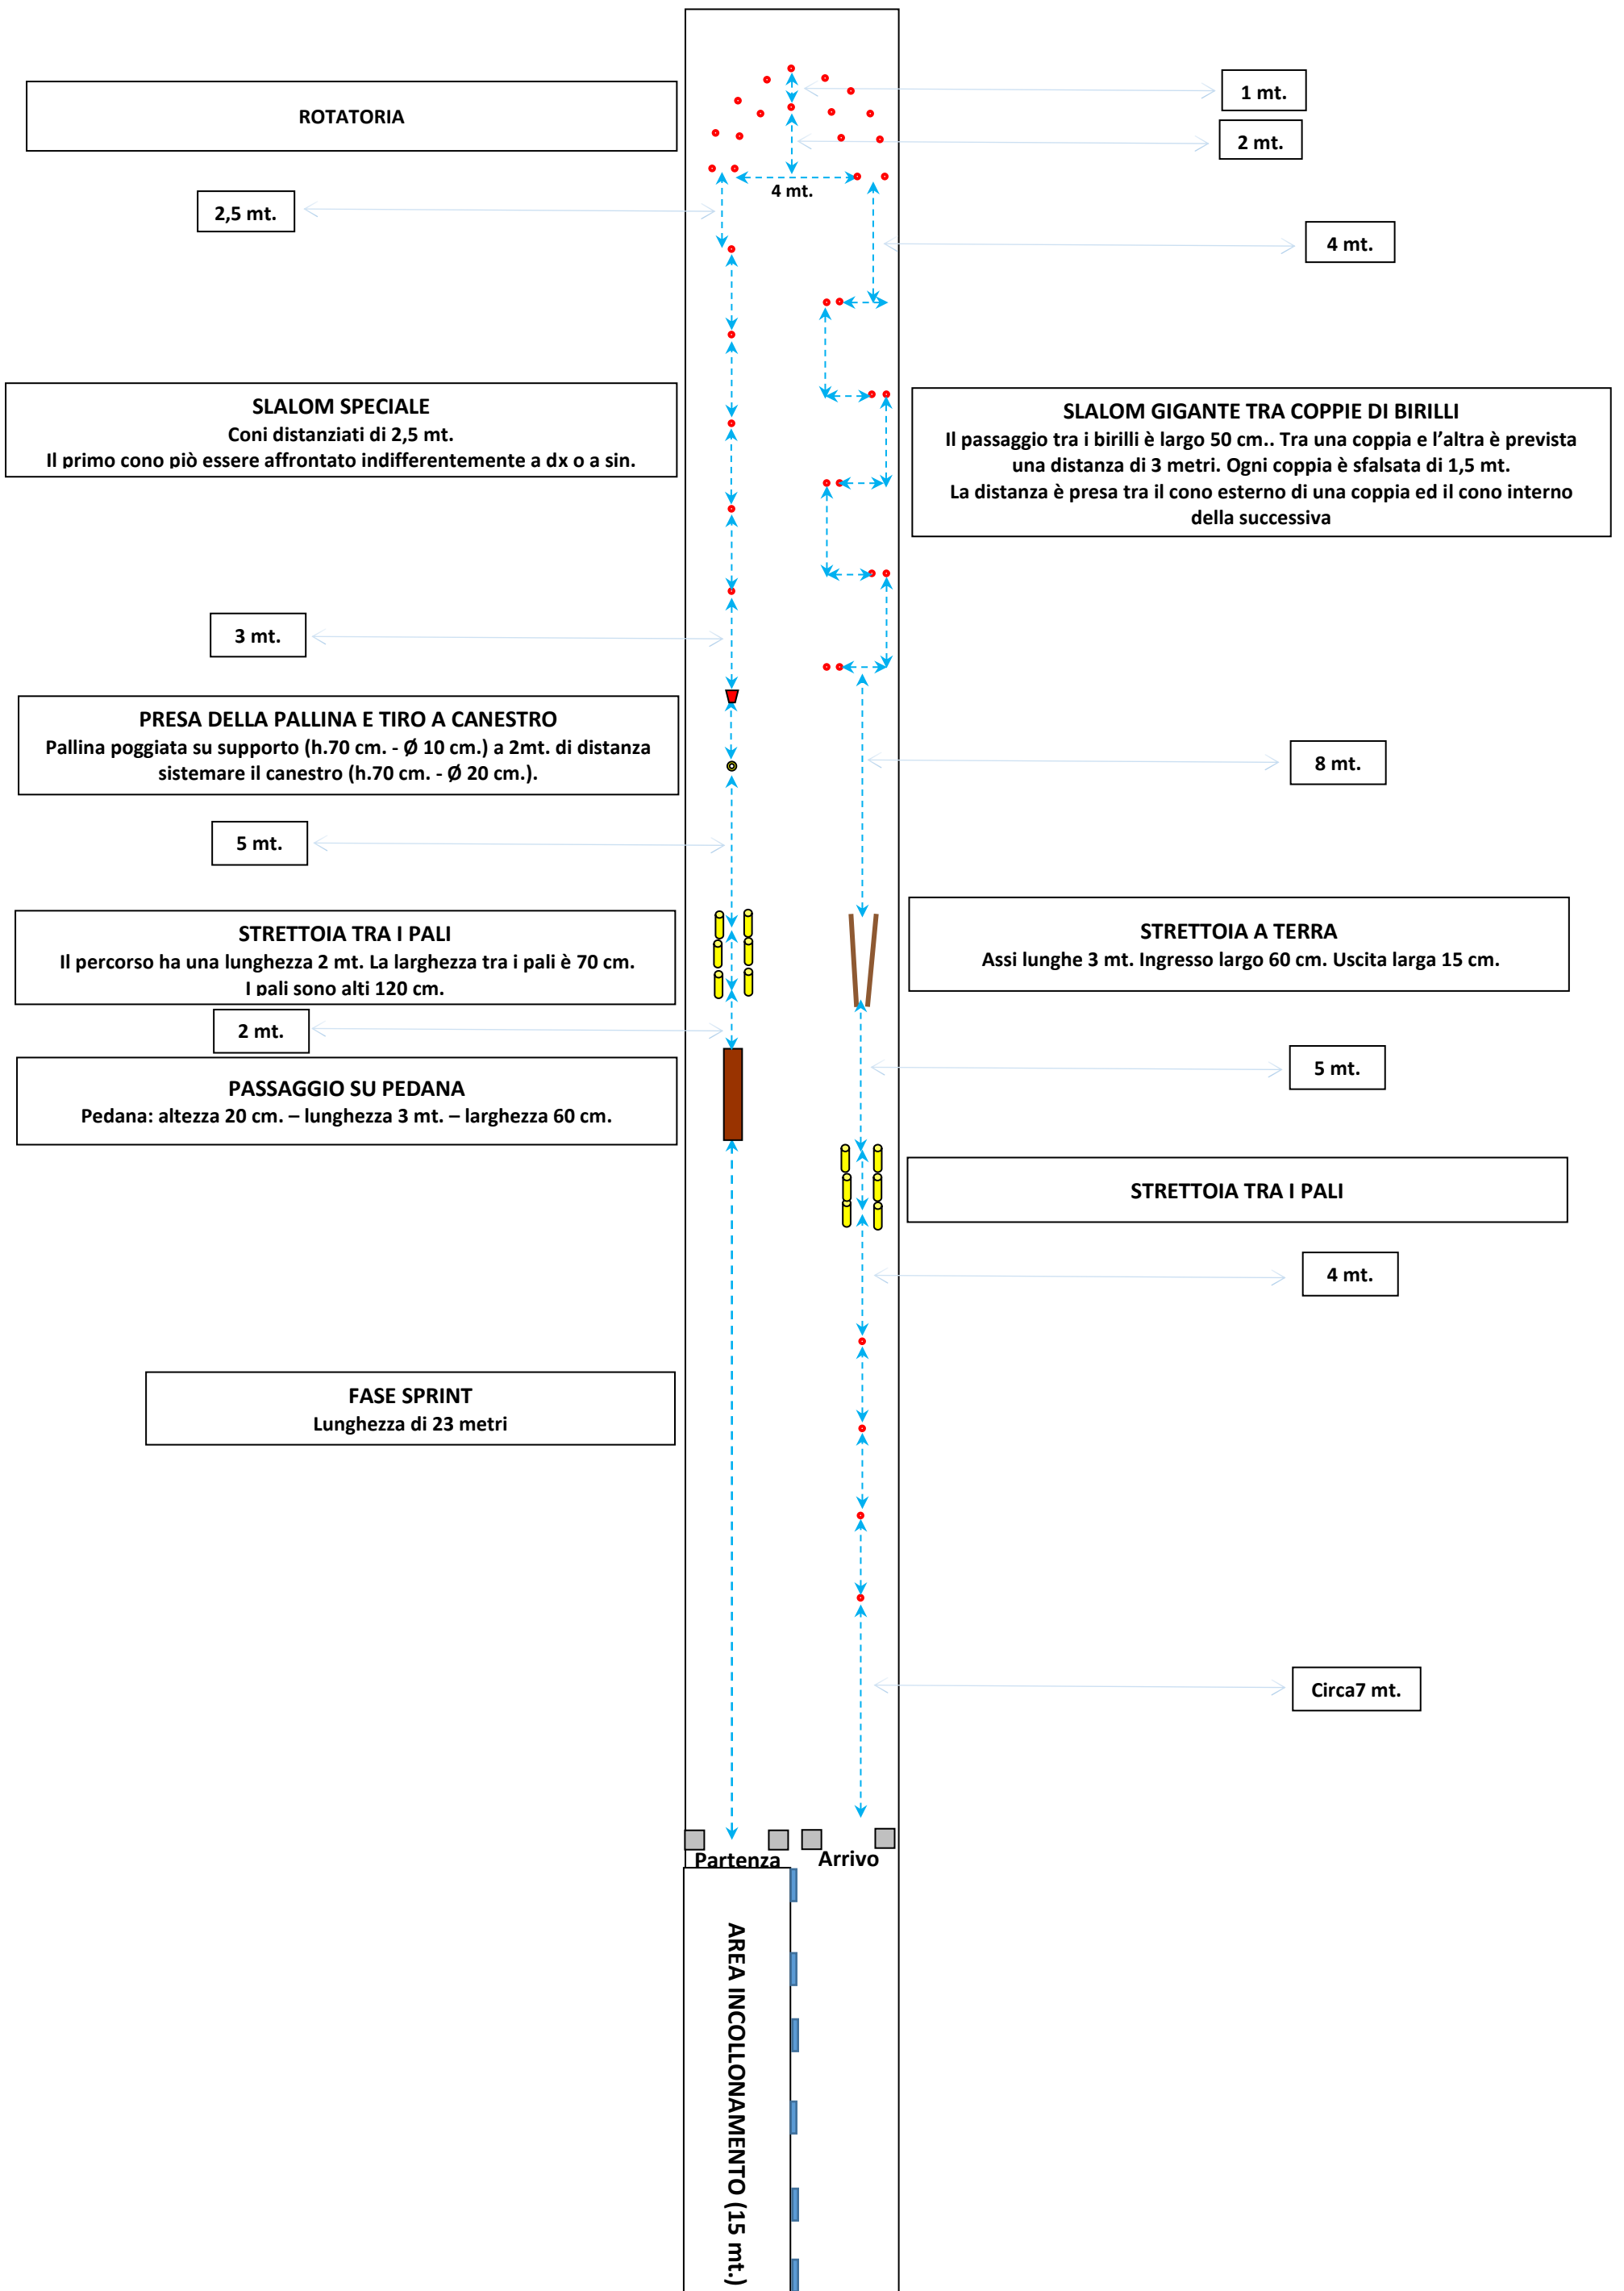 ROTATORIA
1 mt.
2 mt.
4 mt.
2,5 mt.
4 mt.
SLALOM SPECIALE
Coni distanziati di 2,5 mt.
Il primo cono piò essere affrontato indifferentemente a dx o a sin.
SLALOM GIGANTE TRA COPPIE DI BIRILLI
Il passaggio tra i birilli è largo 50 cm.. Tra una coppia e l’altra è prevista
una distanza di 3 metri. Ogni coppia è sfalsata di 1,5 mt.
La distanza è presa tra il cono esterno di una coppia ed il cono interno
della successiva
3 mt.
PRESA DELLA PALLINA E TIRO A CANESTRO
Pallina poggiata su supporto (h.70 cm. - Ø 10 cm.) a 2mt. di distanza
sistemare il canestro (h.70 cm. - Ø 20 cm.).
8 mt.
5 mt.
STRETTOIA TRA I PALI
Il percorso ha una lunghezza 2 mt. La larghezza tra i pali è 70 cm.
I pali sono alti 120 cm.
STRETTOIA A TERRA
Assi lunghe 3 mt. Ingresso largo 60 cm. Uscita larga 15 cm.
2 mt.
5 mt.
PASSAGGIO SU PEDANA
Pedana: altezza 20 cm. – lunghezza 3 mt. – larghezza 60 cm.
STRETTOIA TRA I PALI
4 mt.
FASE SPRINT
Lunghezza di 23 metri
Circa7 mt.
Partenza
Arrivo
AREA INCOLLONAMENTO (15 mt.)